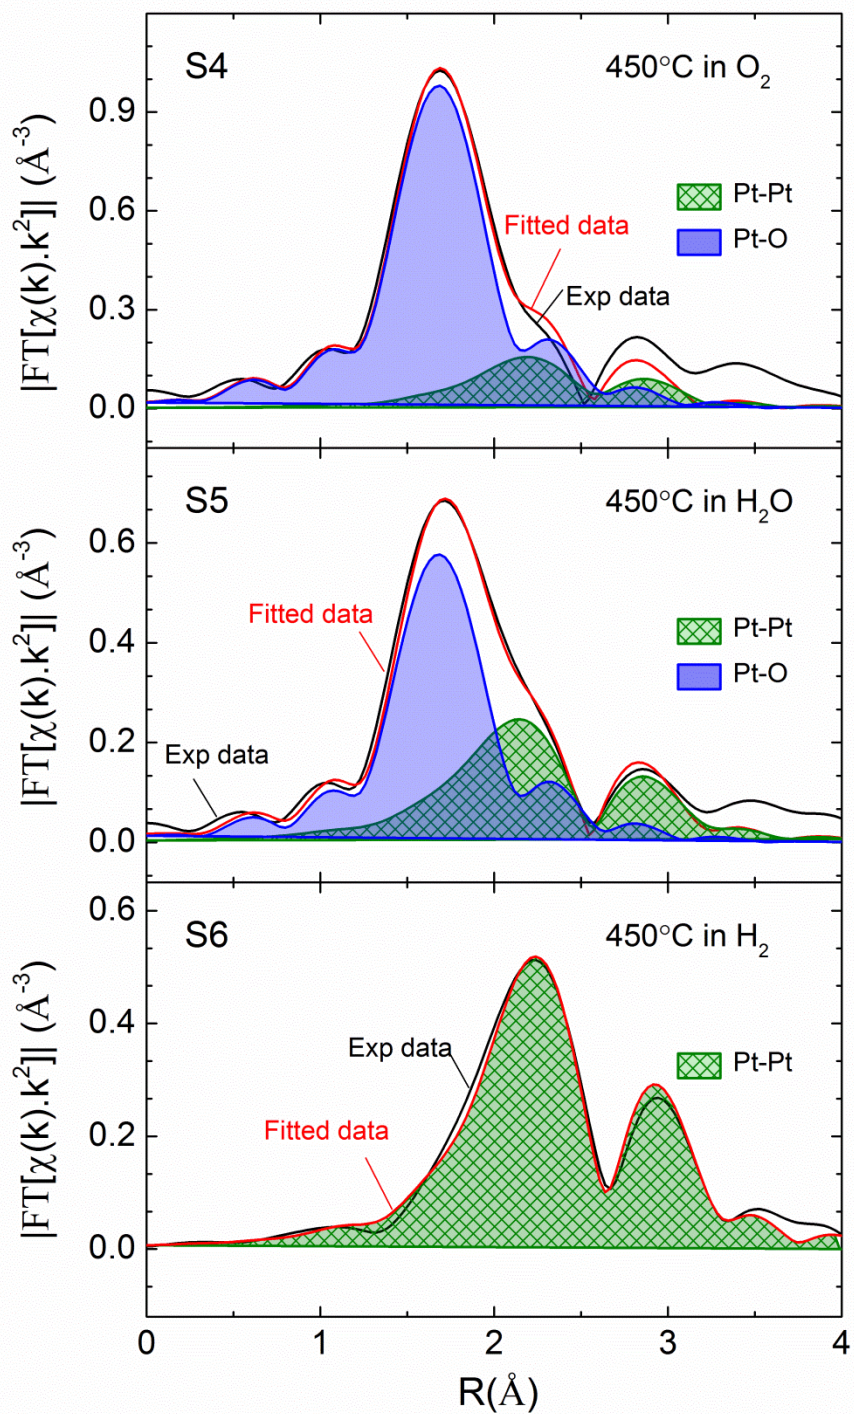 S4
450°C in O2
0.9
0.6
0.3
0.0
|FT[χ(k).k²]| (Å⁻³)
Pt-Pt
Pt-O
Fitted data
Exp data
S5
450°C in H2O
0.6
0.4
0.2
0.0
|FT[χ(k).k²]| (Å⁻³)
Pt-Pt
Pt-O
Fitted data
Exp data
S6
450°C in H2
0.6
0.4
0.2
0.0
|FT[χ(k).k²]| (Å⁻³)
Exp data
Pt-Pt
Fitted data
0 1 2 3 4
R(Å)